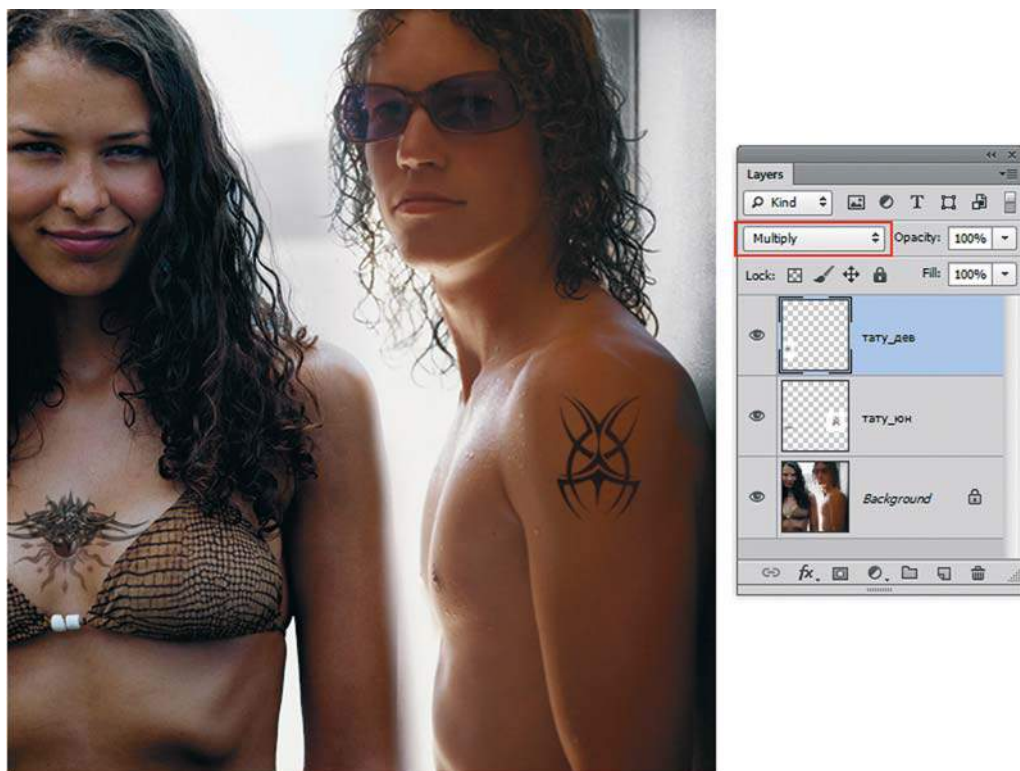 Layers
Kind
Multiply Opacity: 100%
Lock: Fill: 100%
тату_дев
тату_юн
Background
fx